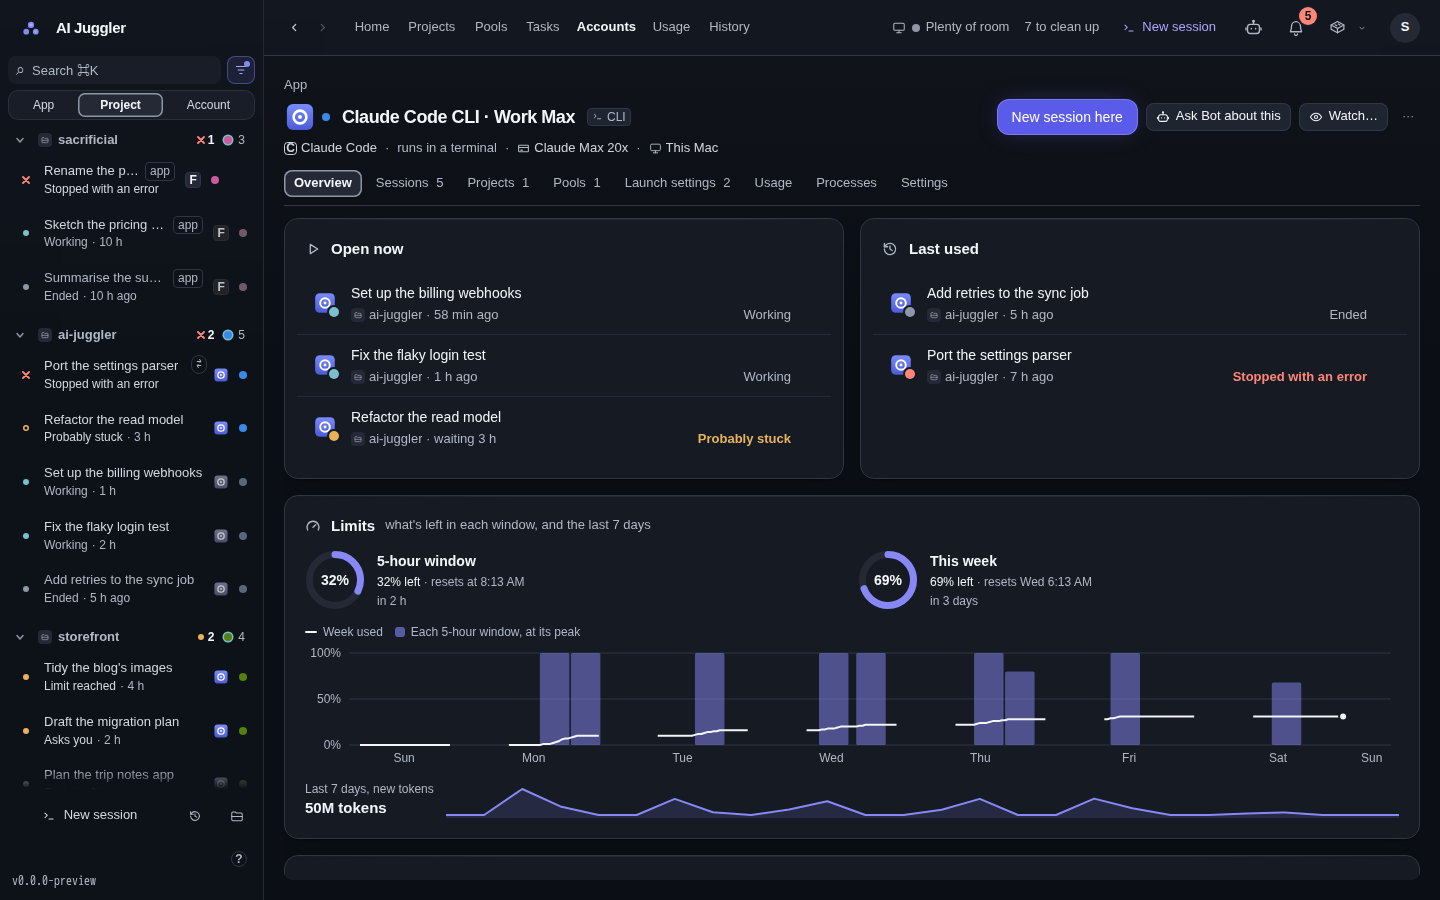 AI Juggler
Search ⌘K
App Project Account
sacrificial 1 3
Rename the p… app F
Stopped with an error
Sketch the pricing … app F
Working · 10 h
Summarise the su… app F
Ended · 10 h ago
ai-juggler 2 5
Port the settings parser
Stopped with an error
Refactor the read model
Probably stuck · 3 h
Set up the billing webhooks
Working · 1 h
Fix the flaky login test
Working · 2 h
Add retries to the sync job
Ended · 5 h ago
storefront 2 4
Tidy the blog's images
Limit reached · 4 h
Draft the migration plan
Asks you · 2 h
Plan the trip notes app
New session
?
v0.0.0-preview
Home Projects Pools Tasks Accounts Usage History
Plenty of room 7 to clean up New session 5 S
App
Claude Code CLI · Work Max CLI
New session here Ask Bot about this Watch… ···
C Claude Code · runs in a terminal · Claude Max 20x · This Mac
Overview Sessions 5 Projects 1 Pools 1 Launch settings 2 Usage Processes Settings
Open now
Set up the billing webhooks
ai-juggler · 58 min ago Working
Fix the flaky login test
ai-juggler · 1 h ago Working
Refactor the read model
ai-juggler · waiting 3 h Probably stuck
Last used
Add retries to the sync job
ai-juggler · 5 h ago Ended
Port the settings parser
ai-juggler · 7 h ago Stopped with an error
Limits what's left in each window, and the last 7 days
32%
5-hour window
32% left · resets at 8:13 AM
in 2 h
69%
This week
69% left · resets Wed 6:13 AM
in 3 days
Week used Each 5-hour window, at its peak
100%
50%
0%
Sun Mon Tue Wed Thu Fri Sat Sun
Last 7 days, new tokens
50M tokens